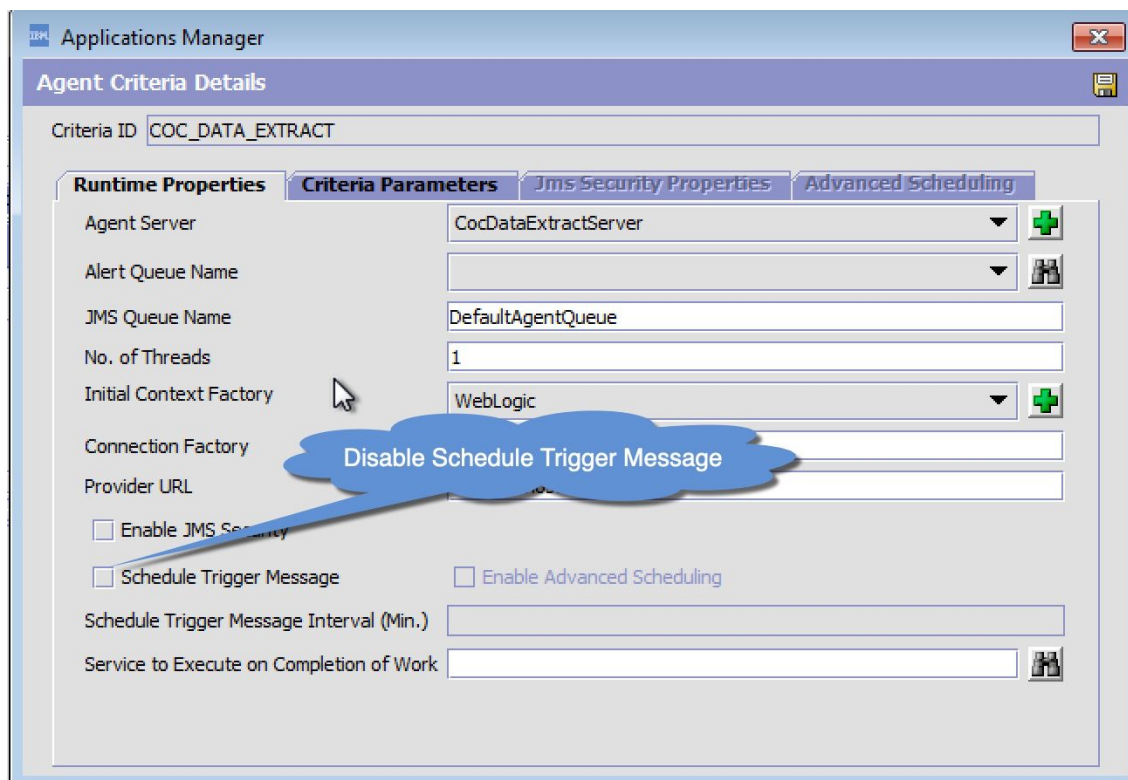 IBM Applications Manager
Agent Criteria Details
Criteria ID COC_DATA_EXTRACT
Runtime Properties Criteria Parameters Jms Security Properties Advanced Scheduling
Agent Server CocDataExtractServer
Alert Queue Name
JMS Queue Name DefaultAgentQueue
No. of Threads 1
Initial Context Factory WebLogic
Connection Factory
Disable Schedule Trigger Message
Provider URL
Enable JMS Security
Schedule Trigger Message Enable Advanced Scheduling
Schedule Trigger Message Interval (Min.)
Service to Execute on Completion of Work